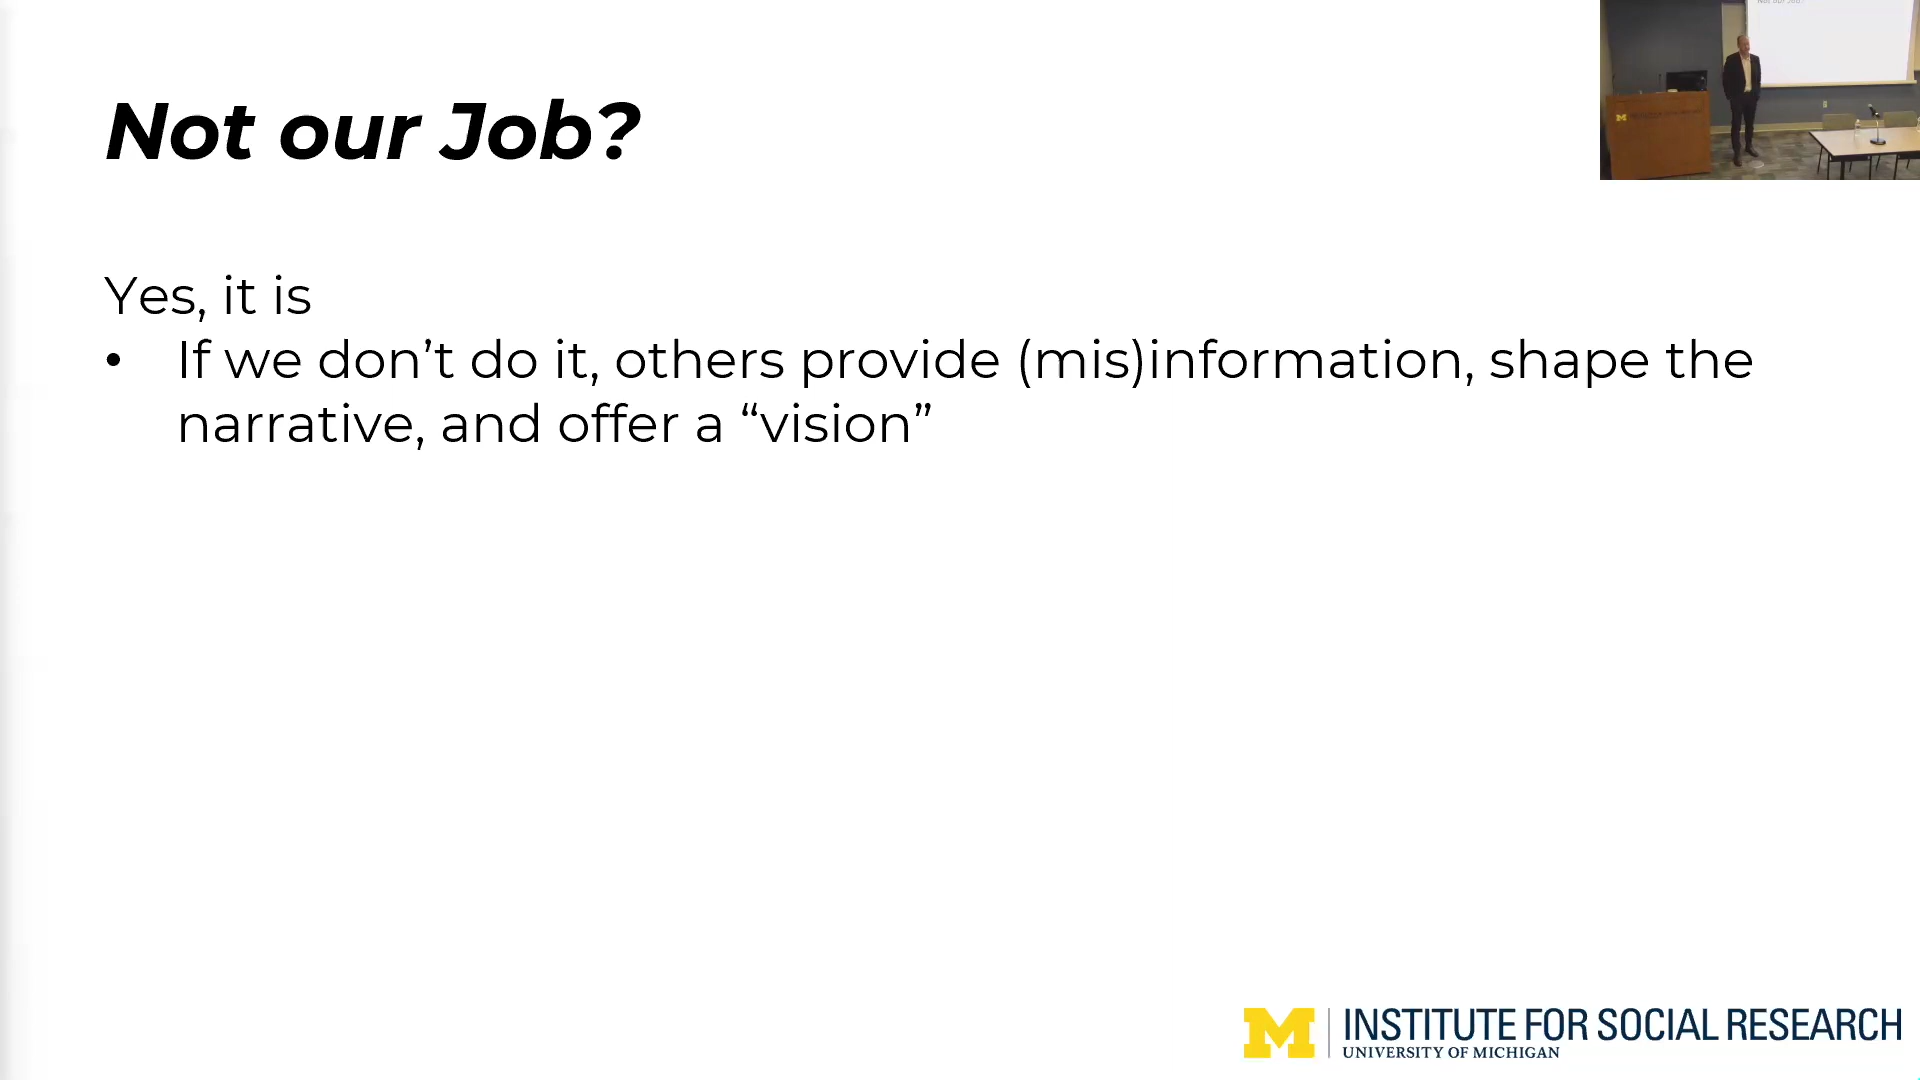 Not our Job?
Yes, it is
• If we don’t do it, others provide (mis)information, shape the
narrative, and offer a “vision”
M INSTITUTE FOR SOCIAL RESEARCH
UNIVERSITY OF MICHIGAN